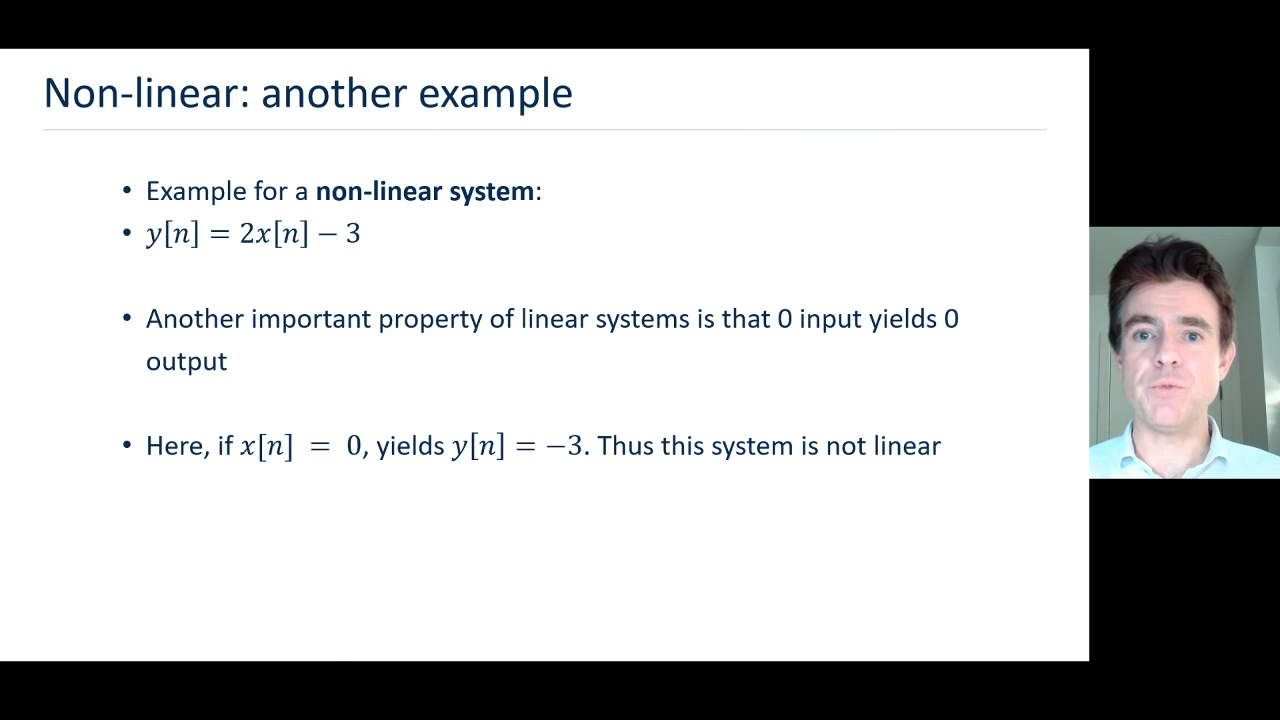 Non-linear: another example
• Example for a non-linear system:
• y[n] = 2x[n] − 3
• Another important property of linear systems is that 0 input yields 0
output
• Here, if x[n] = 0, yields y[n] = −3. Thus this system is not linear